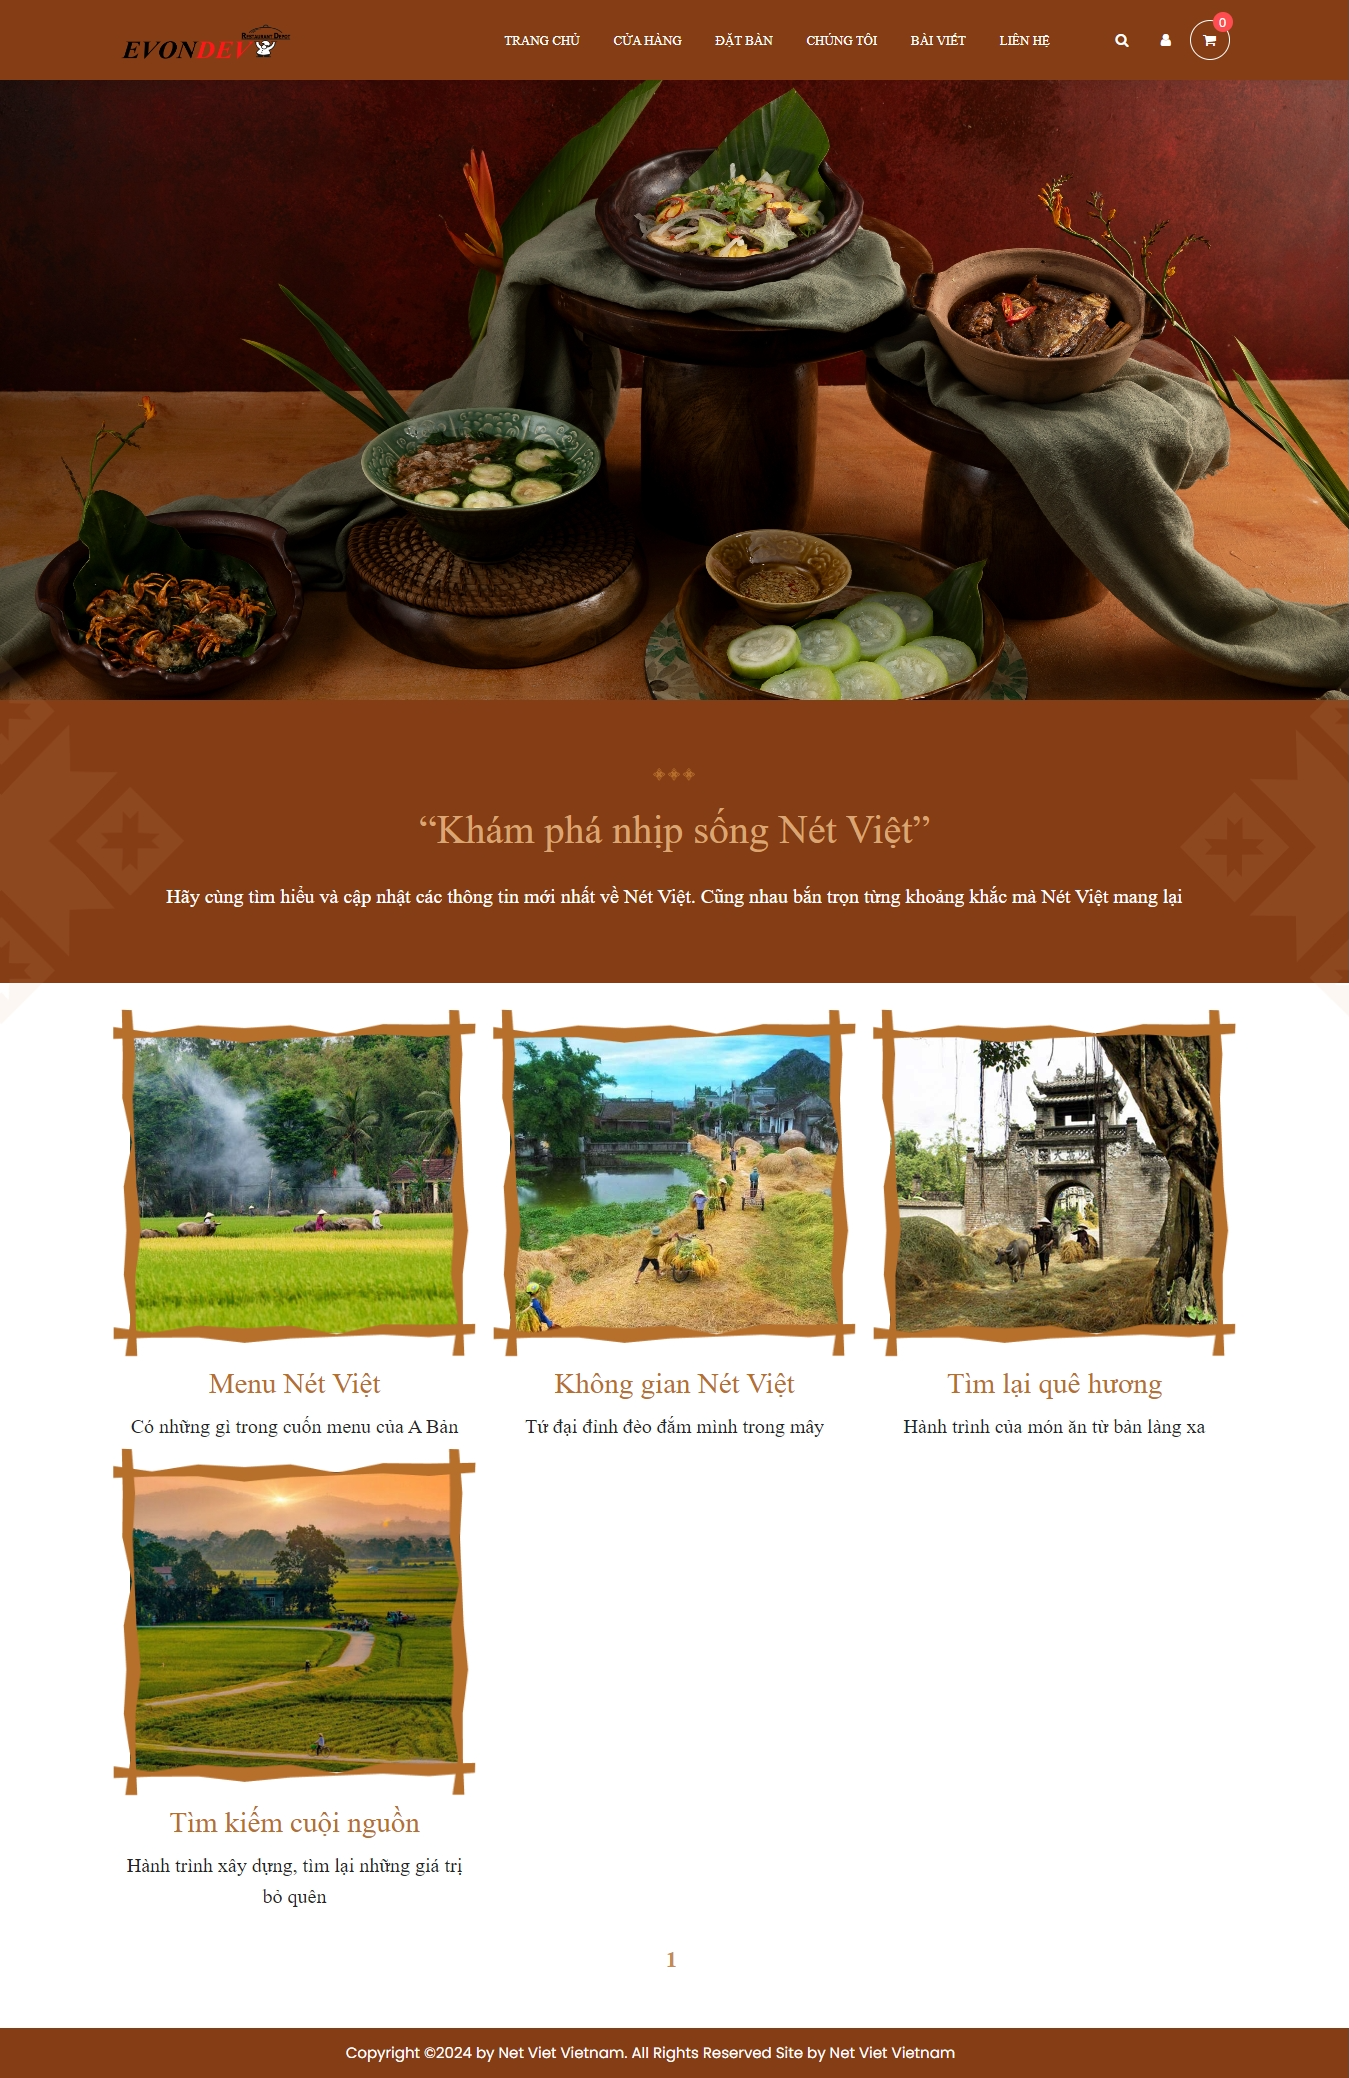 EVONDEV
RESTAURANT DEPOT
TRANG CHỦ
CỬA HÀNG
ĐẶT BÀN
CHÚNG TÔI
BÀI VIẾT
LIÊN HỆ
0
“Khám phá nhịp sống Nét Việt”
Hãy cùng tìm hiểu và cập nhật các thông tin mới nhất về Nét Việt. Cũng nhau bắn trọn từng khoảng khắc mà Nét Việt mang lại
Menu Nét Việt
Có những gì trong cuốn menu của A Bản
Không gian Nét Việt
Tứ đại đỉnh đèo đắm mình trong mây
Tìm lại quê hương
Hành trình của món ăn từ bản làng xa
Tìm kiếm cuội nguồn
Hành trình xây dựng, tìm lại những giá trị
bỏ quên
1
Copyright ©2024 by Net Viet Vietnam. All Rights Reserved Site by Net Viet Vietnam